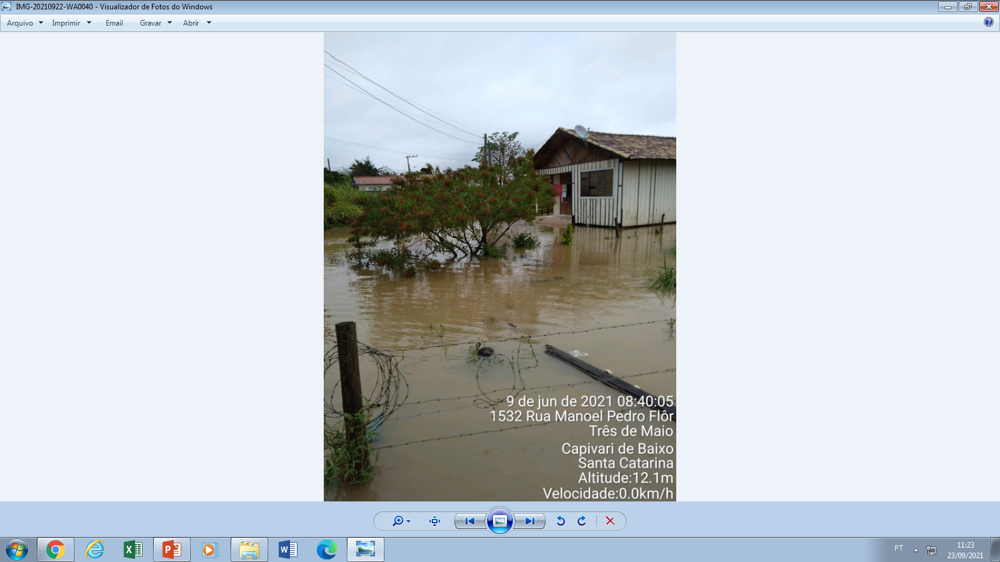 IMG-20210922-WA0040 - Visualizador de Fotos do Windows
Arquivo Imprimir Email Gravar Abrir
9 de jun de 2021 08:40:05
1532 Rua Manoel Pedro Flôr
Três de Maio
Capivari de Baixo
Santa Catarina
Altitude:12.1m
Velocidade:0.0km/h
PT
11:23
23/09/2021